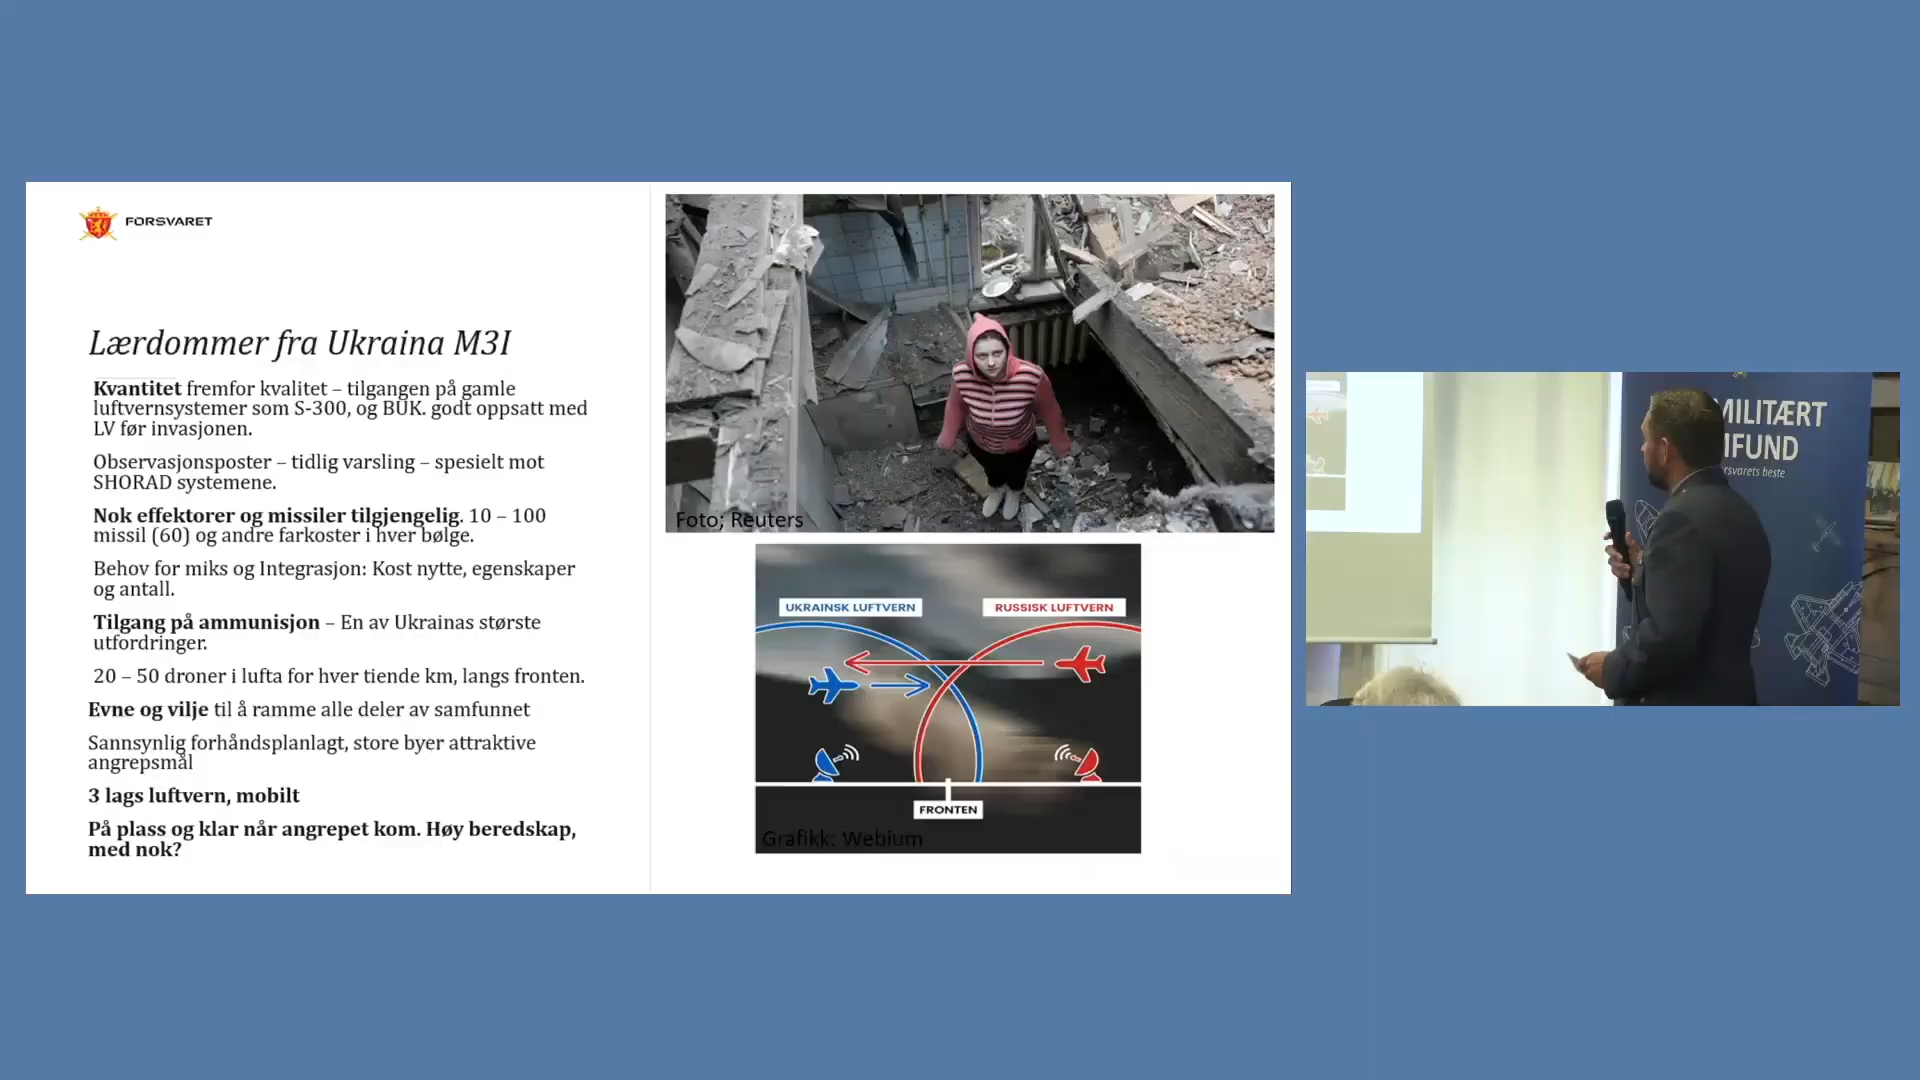 FORSVARET
Lærdommer fra Ukraina M3I
Kvantitet fremfor kvalitet – tilgangen på gamle
luftvernsystemer som S-300, og BUK. godt oppsatt med
LV før invasjonen.
Observasjonsposter – tidlig varsling – spesielt mot
SHORAD systemene.
Nok effektorer og missiler tilgjengelig. 10 – 100
missil (60) og andre farkoster i hver bølge.
Behov for miks og Integrasjon: Kost nytte, egenskaper
og antall.
Tilgang på ammunisjon – En av Ukrainas største
utfordringer.
20 – 50 droner i lufta for hver tiende km, langs fronten.
Evne og vilje til å ramme alle deler av samfunnet
Sannsynlig forhåndsplanlagt, store byer attraktive
angrepsmål
3 lags luftvern, mobilt
På plass og klar når angrepet kom. Høy beredskap,
med nok?
Foto; Reuters
UKRAINSK LUFTVERN
RUSSISK LUFTVERN
FRONTEN
Grafikk: Webium
MILITÆRT
MFUND
rsvarets beste